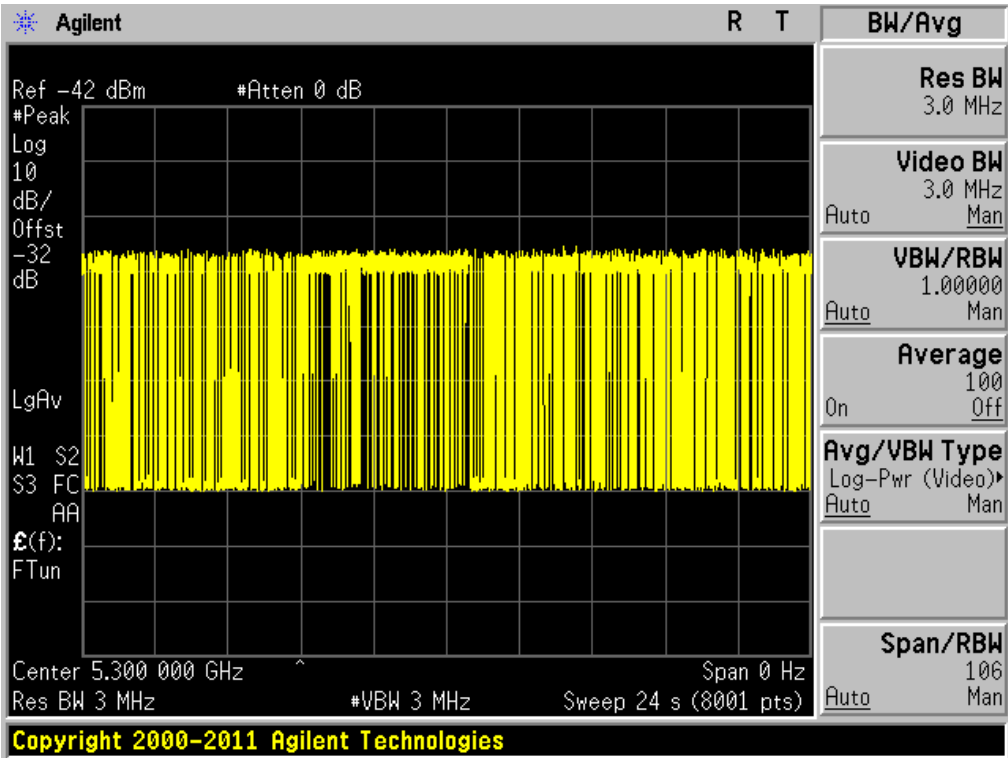 Agilent R T BW/Avg
Ref -42 dBm #Atten 0 dB
#Peak
Log
10
dB/
Offst
-32
dB
LgAv
W1 S2
S3 FC
AA
£(f):
FTun
Center 5.300 000 GHz ^ Span 0 Hz
Res BW 3 MHz #VBW 3 MHz Sweep 24 s (8001 pts)
Res BW
3.0 MHz
Video BW
3.0 MHz
Auto Man
VBW/RBW
1.00000
Auto Man
Average
100
On Off
Avg/VBW Type
Log-Pwr (Video)▸
Auto Man
Span/RBW
106
Auto Man
Copyright 2000-2011 Agilent Technologies